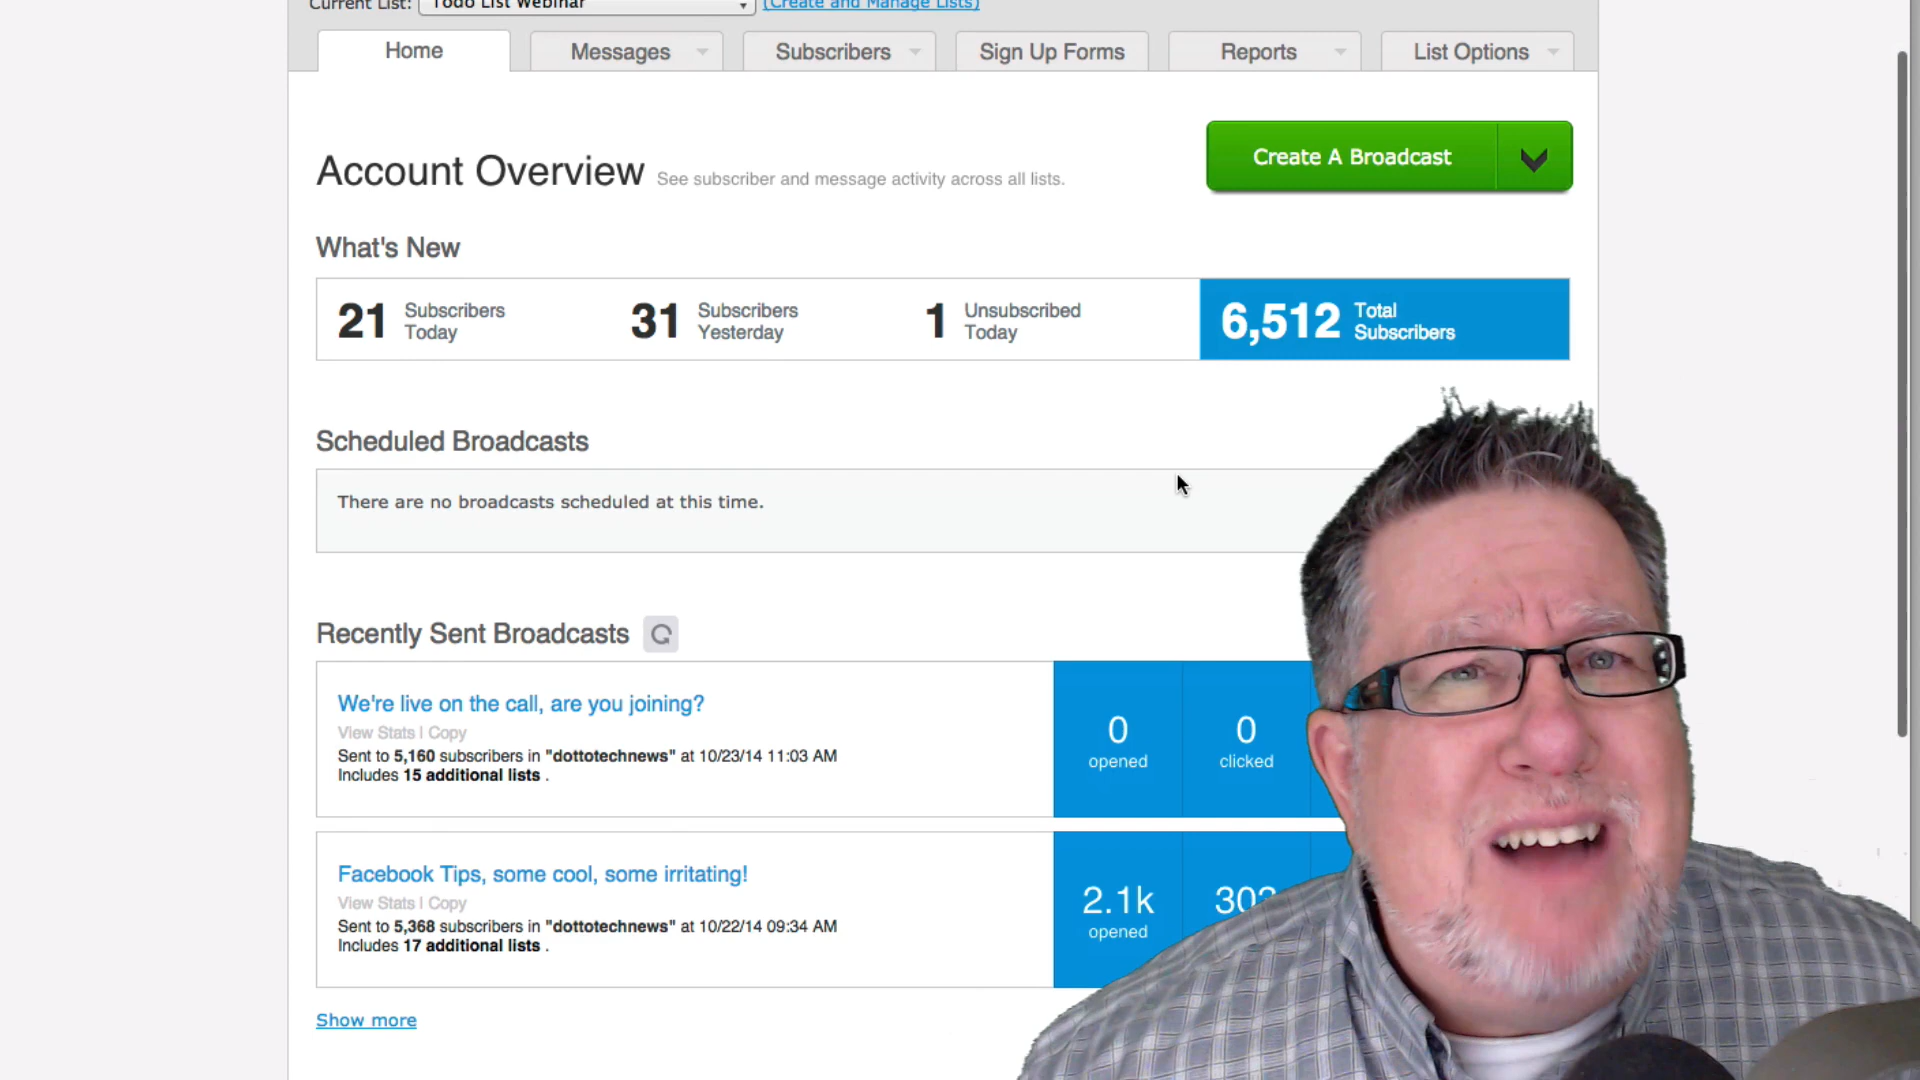 Current List: Todo List Webinar (Create and Manage Lists)
Home Messages Subscribers Sign Up Forms Reports List Options
Account Overview See subscriber and message activity across all lists.
Create A Broadcast
What's New
21 Subscribers Today
31 Subscribers Yesterday
1 Unsubscribed Today
6,512 Total Subscribers
Scheduled Broadcasts
There are no broadcasts scheduled at this time.
Recently Sent Broadcasts
We're live on the call, are you joining?
View Stats | Copy
Sent to 5,160 subscribers in "dottotechnews" at 10/23/14 11:03 AM
Includes 15 additional lists .
0 opened
0 clicked
Facebook Tips, some cool, some irritating!
View Stats | Copy
Sent to 5,368 subscribers in "dottotechnews" at 10/22/14 09:34 AM
Includes 17 additional lists .
2.1k opened
Show more